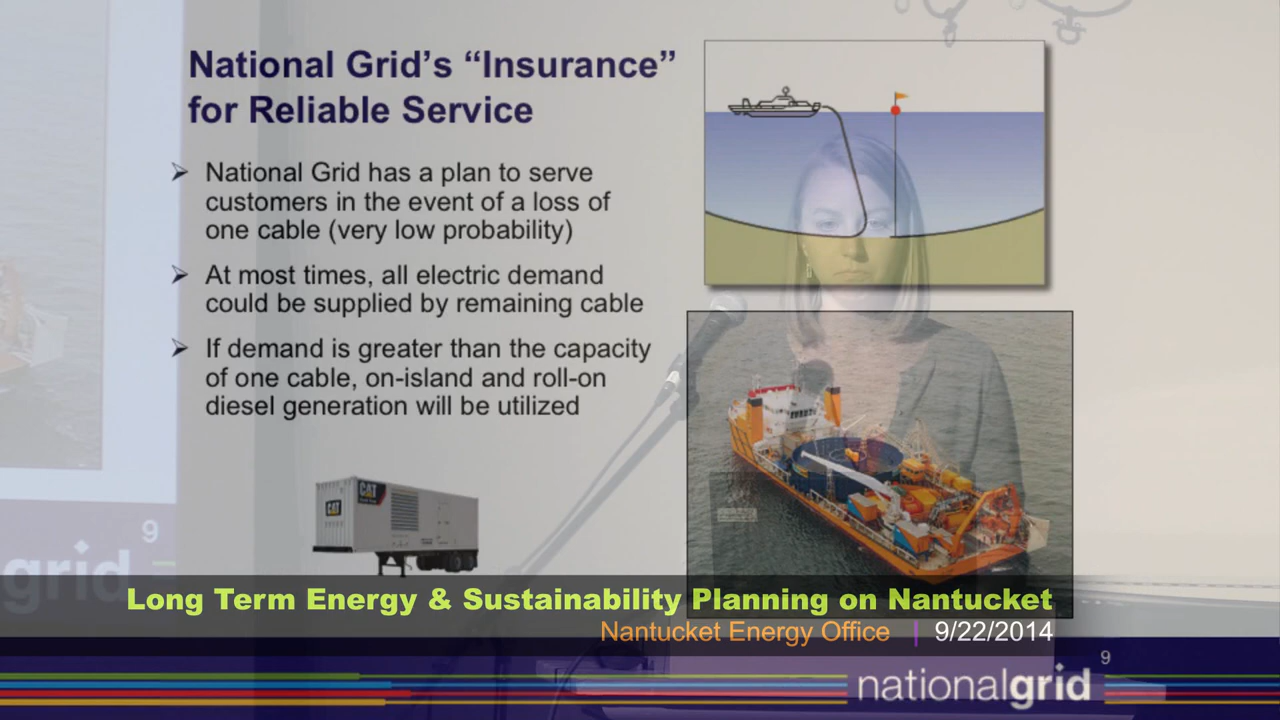 National Grid's “Insurance”
for Reliable Service
➢ National Grid has a plan to serve
customers in the event of a loss of
one cable (very low probability)
➢ At most times, all electric demand
could be supplied by remaining cable
➢ If demand is greater than the capacity
of one cable, on-island and roll-on
diesel generation will be utilized
CAT
CAT
9
grid
Long Term Energy & Sustainability Planning on Nantucket
Nantucket Energy Office | 9/22/2014
9
nationalgrid